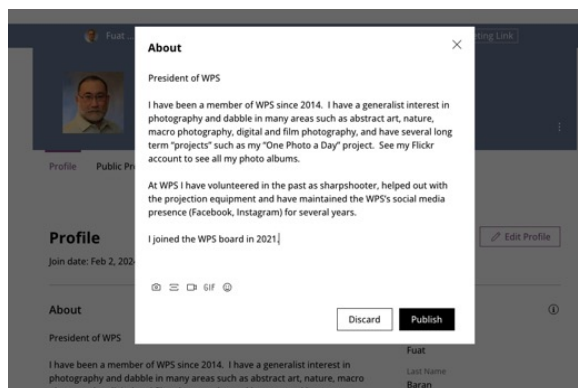 Fuat ...
ting Link
About
President of WPS
I have been a member of WPS since 2014.  I have a generalist interest in
photography and dabble in many areas such as abstract art, nature,
macro photography, digital and film photography, and have several long
term “projects” such as my “One Photo a Day” project.  See my Flickr
account to see all my photo albums.
At WPS I have volunteered in the past as sharpshooter, helped out with
the projection equipment and have maintained the WPS’s social media
presence (Facebook, Instagram) for several years.
I joined the WPS board in 2021.
GIF
Discard
Publish
Profile
Public Pr
Profile
Edit Profile
Join date: Feb 2, 202
About
President of WPS
I have been a member of WPS since 2014.  I have a generalist interest in
photography and dabble in many areas such as abstract art, nature, macro
Fuat
Last Name
Baran